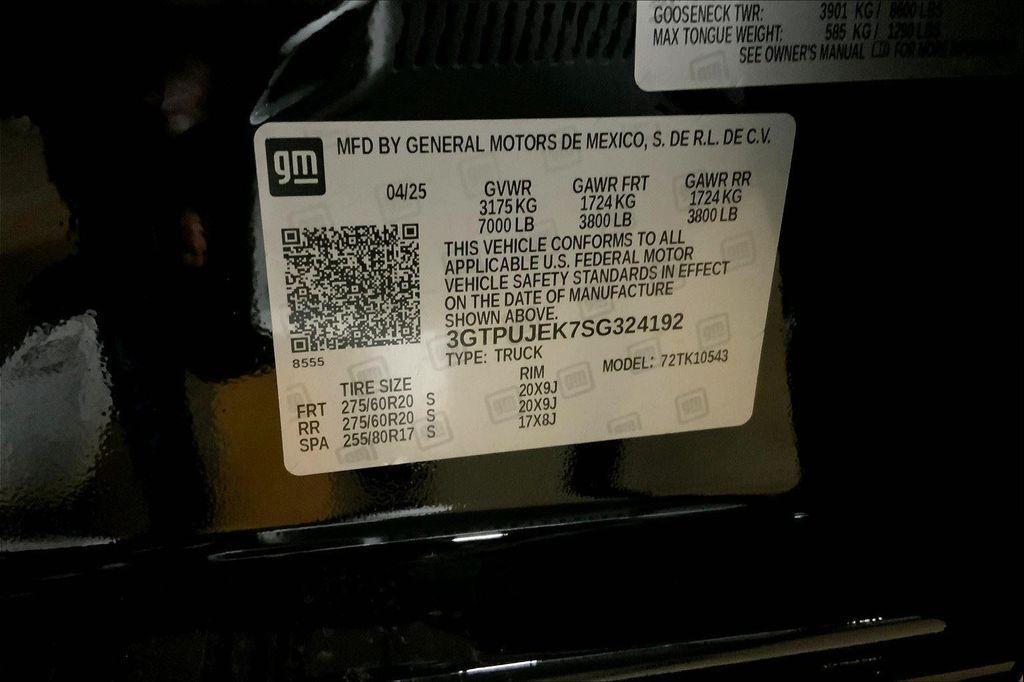 GOOSENECK TWR: 3901 KG / 8600 LBS
MAX TONGUE WEIGHT: 585 KG / 1290 LBS
SEE OWNER'S MANUAL FOR MORE
gm
MFD BY GENERAL MOTORS DE MEXICO, S. DE R.L. DE C.V.
04/25 GVWR GAWR FRT GAWR RR
3175 KG 1724 KG 1724 KG
7000 LB 3800 LB 3800 LB
THIS VEHICLE CONFORMS TO ALL
APPLICABLE U.S. FEDERAL MOTOR
VEHICLE SAFETY STANDARDS IN EFFECT
ON THE DATE OF MANUFACTURE
SHOWN ABOVE.
3GTPUJEK7SG324192
8555
TYPE: TRUCK MODEL: 72TK10543
TIRE SIZE RIM
FRT 275/60R20 S 20X9J
RR 275/60R20 S 20X9J
SPA 255/80R17 S 17X8J